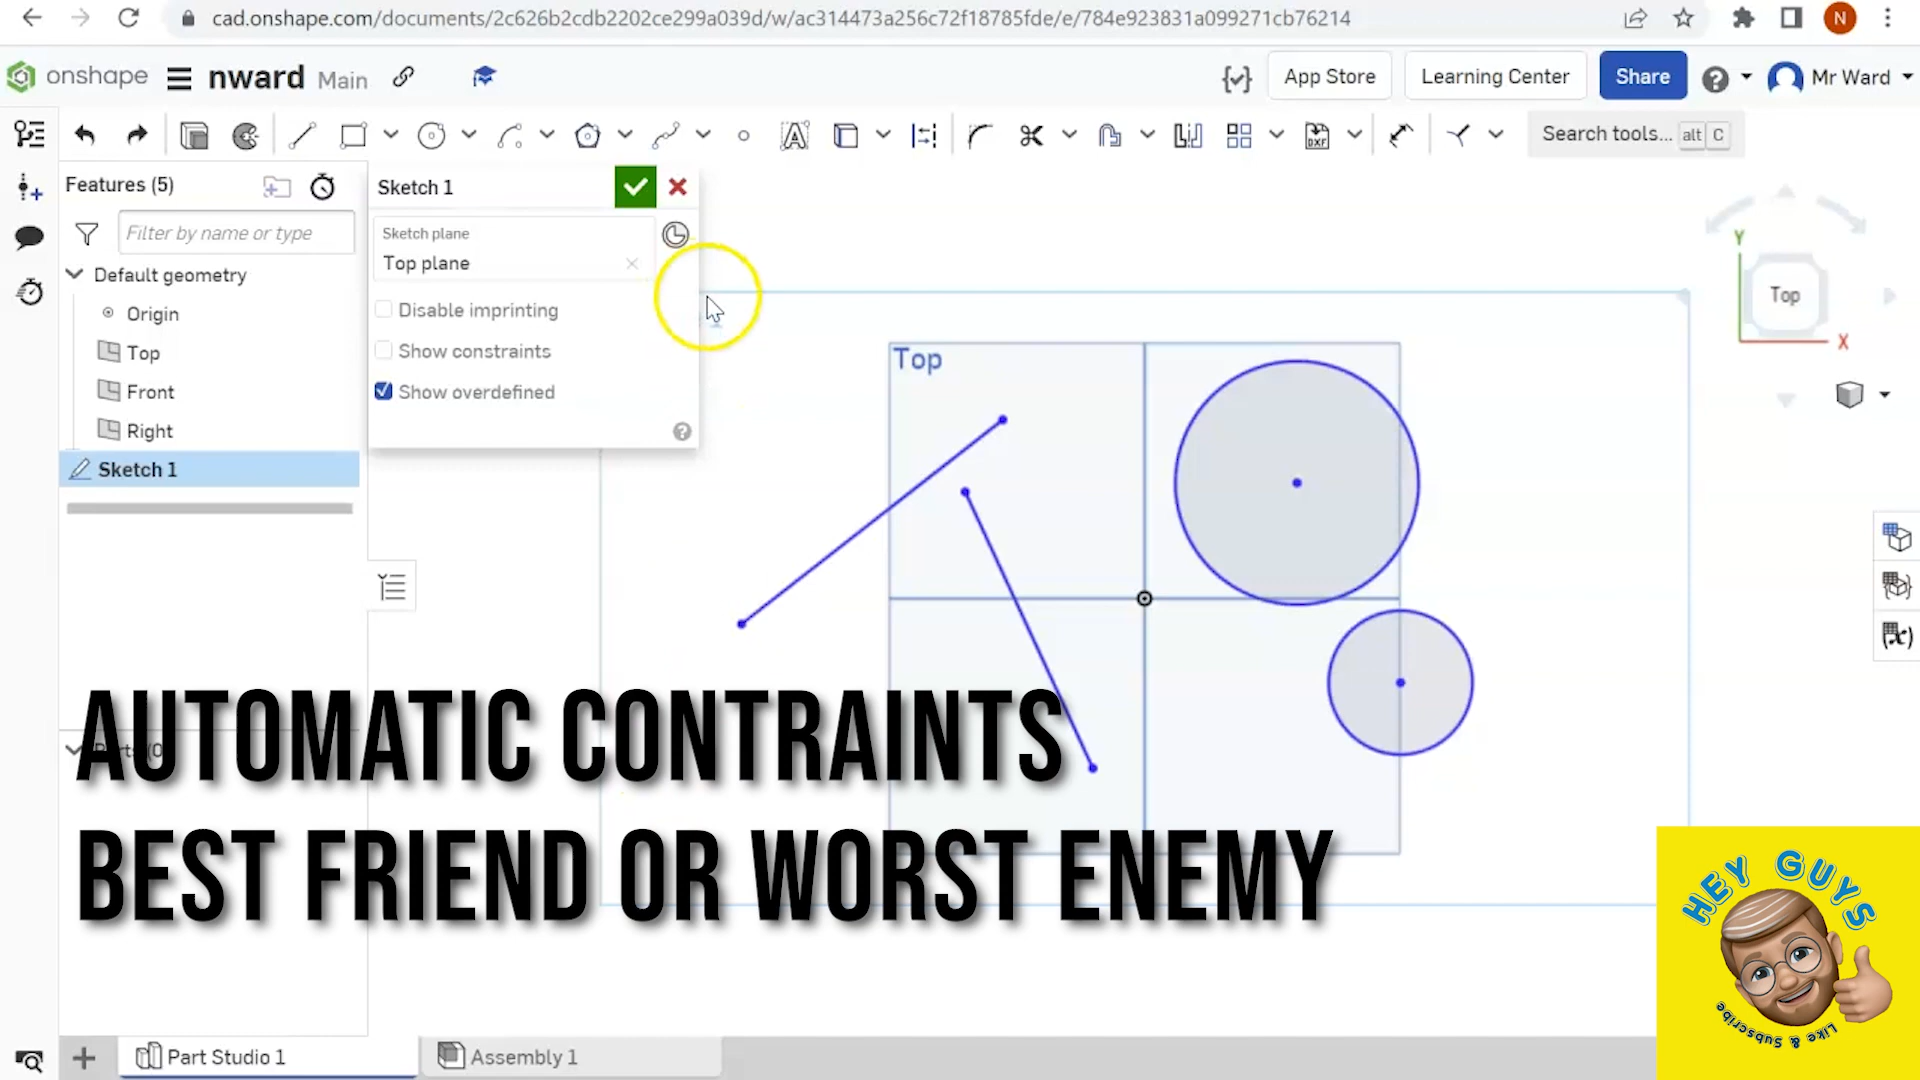 cad.onshape.com/documents/2c626b2cdb2202ce299a039d/w/ac314473a256c72f18785fde/e/784e923831a099271cb76214
N
onshape nward Main
App Store
Learning Center
Share
Mr Ward
DXF
Search tools... alt C
Features (5)
Filter by name or type
Default geometry
Origin
Top
Front
Right
Sketch 1
Sketch 1
Sketch plane
Top plane
Disable imprinting
Show constraints
Show overdefined
Top
Y
Top
X
AUTOMATIC CONTRAINTS
BEST FRIEND OR WORST ENEMY
HEY GUYS
Like & Subscribe
Part Studio 1
Assembly 1